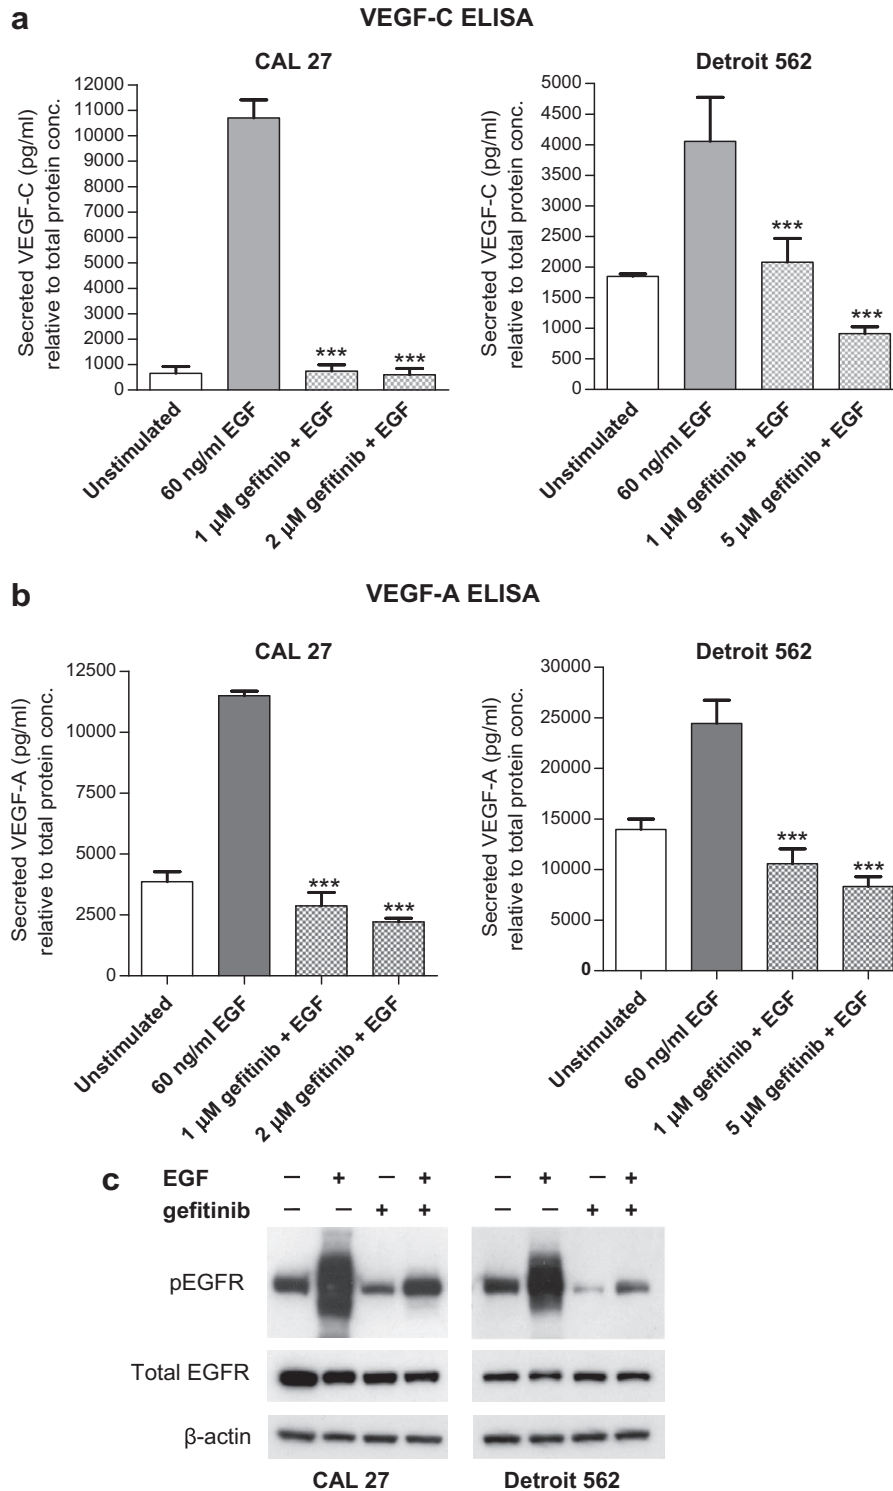 a
VEGF-C ELISA
CAL 27
Secreted VEGF-C (pg/ml)
relative to total protein conc.
12000
11000
10000
9000
8000
7000
6000
5000
4000
3000
2000
1000
0
***
***
Unstimulated
60 ng/ml EGF
1 µM gefitnib + EGF
2 µM gefitinib + EGF
Detroit 562
Secreted VEGF-C (pg/ml)
relative to total protein conc.
5000
4500
4000
3500
3000
2500
2000
1500
1000
500
0
***
***
Unstimulated
60 ng/ml EGF
1 µM gefitinib + EGF
5 µM gefitinib + EGF
b
VEGF-A ELISA
CAL 27
Secreted VEGF-A (pg/ml)
relative to total protein conc.
12500
10000
7500
5000
2500
0
***
***
Unstimulated
60 ng/ml EGF
1 µM gefitinib + EGF
2 µM gefitinib + EGF
Detroit 562
Secreted VEGF-A (pg/ml)
relative to total protein conc.
30000
25000
20000
15000
10000
5000
0
***
***
Unstimulated
60 ng/ml EGF
1 µM gefitinib + EGF
5 µM gefitinib + EGF
c
EGF – + – + – + – +
gefitinib – – + + – – + +
pEGFR
Total EGFR
β-actin
CAL 27 Detroit 562